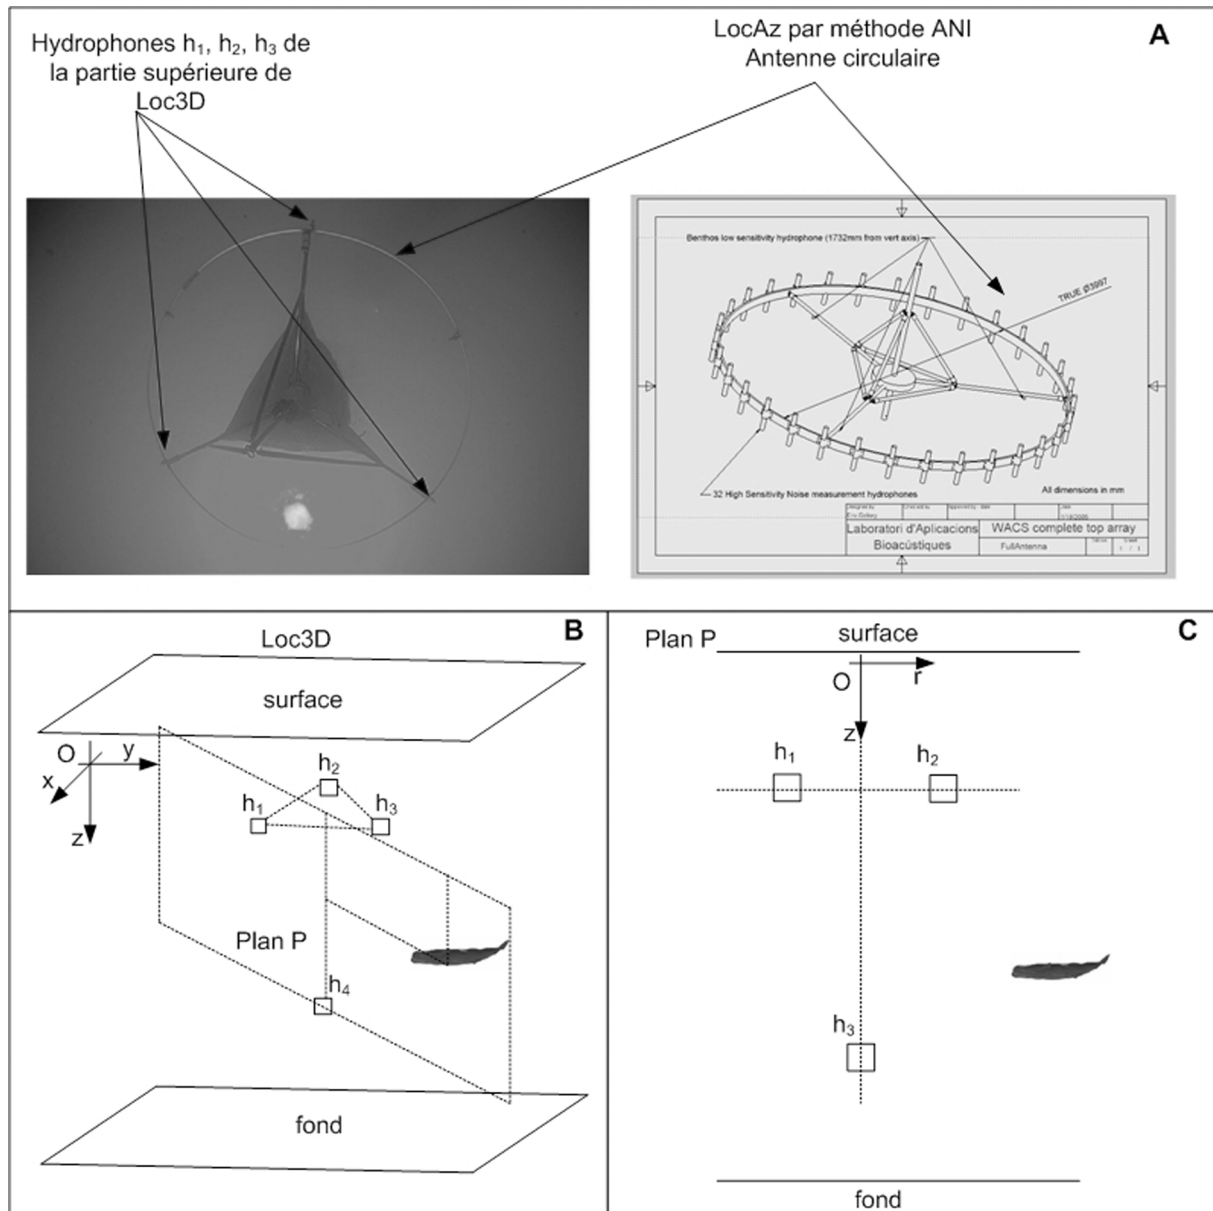 Hydrophones h1, h2, h3 de
la partie supérieure de
Loc3D
LocAz par méthode ANI
Antenne circulaire
A
Benthos low sensitivity hydrophone (1732mm from vert axis)
TRUE Ø3997
32 High Sensitivity Noise measurement hydrophones
All dimensions in mm
Laboratori d'Aplicacions
Bioacústiques
WACS complete top array
FullAntenna
B
Loc3D
surface
O
y
x
z
h2
h1
h3
Plan P
h4
fond
C
Plan P
surface
O
r
z
h1
h2
h3
fond